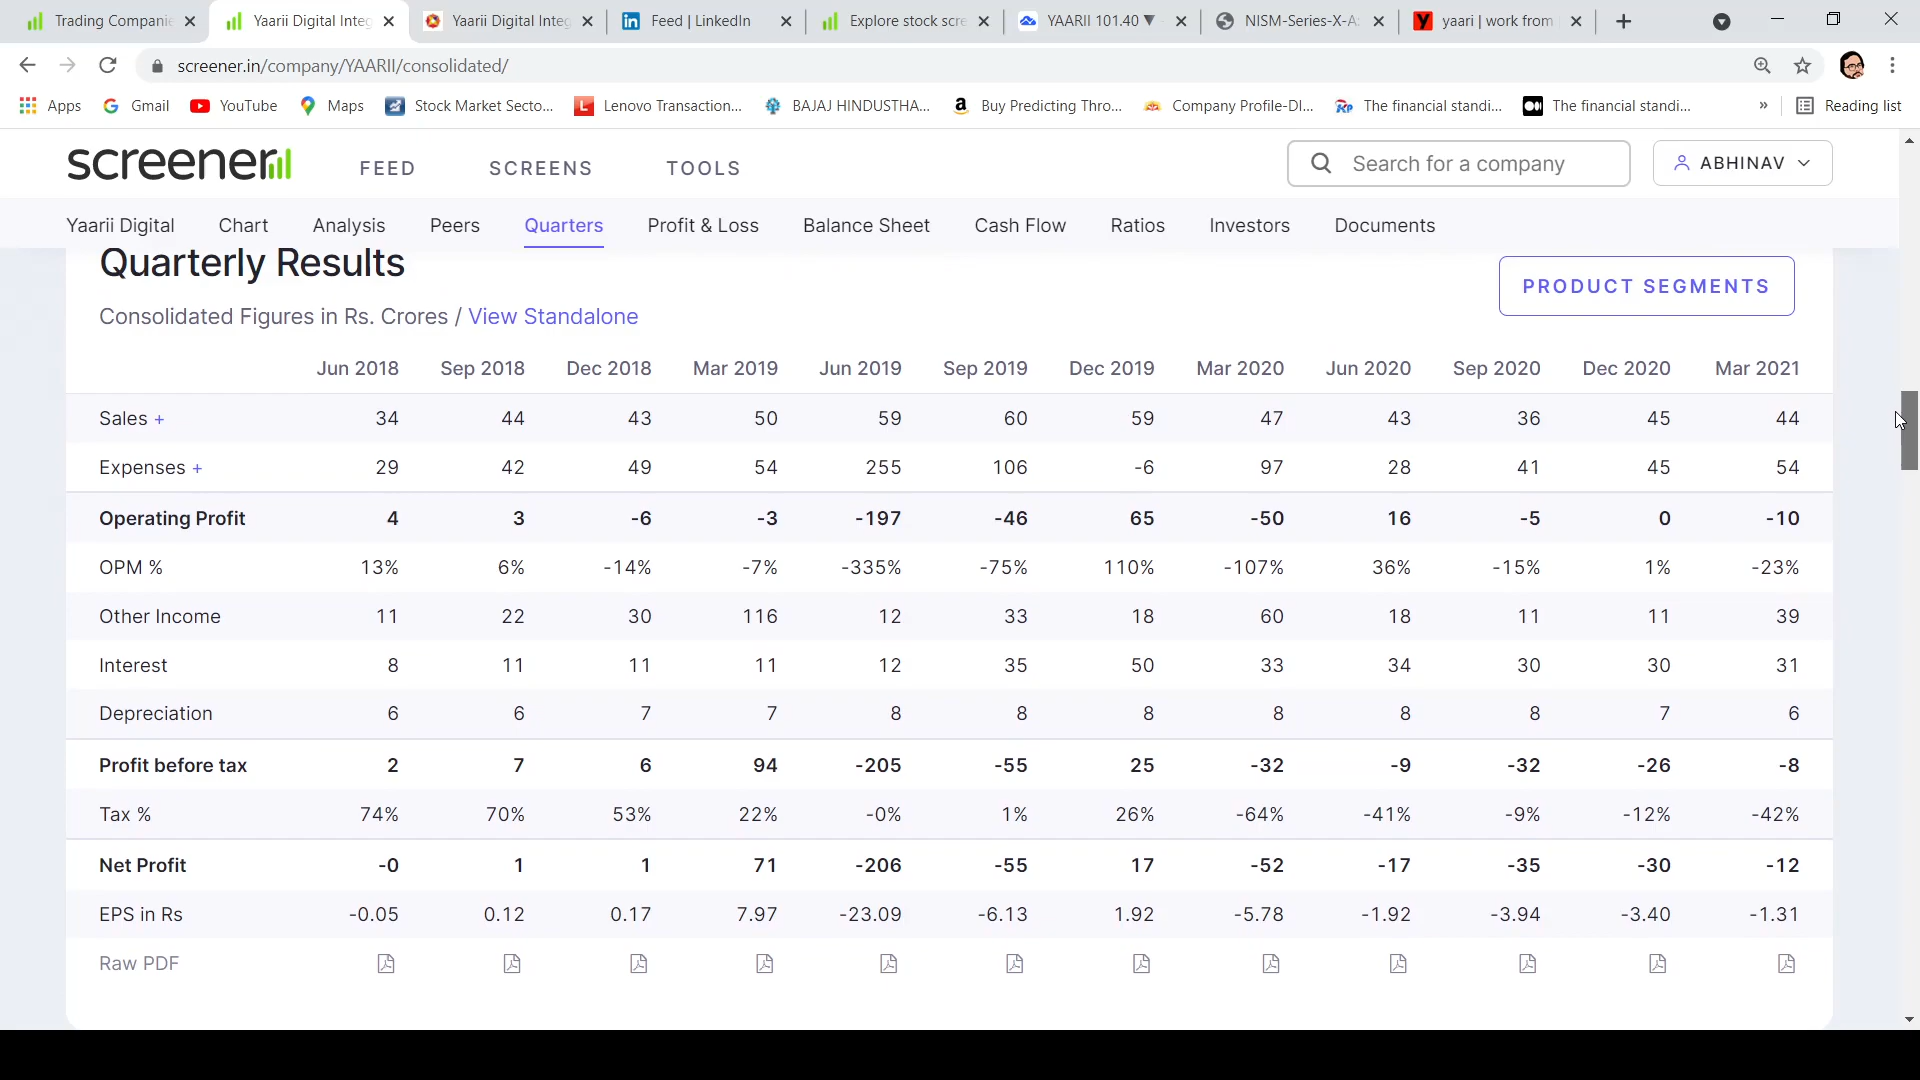 Trading Companie
Yaarii Digital Integ
Yaarii Digital Integ
Feed | LinkedIn
Explore stock scre
YAARII 101.40 ▼
NISM-Series-X-A:
yaari | work from
screener.in/company/YAARII/consolidated/
Apps Gmail YouTube Maps Stock Market Secto... Lenovo Transaction... BAJAJ HINDUSTHA... Buy Predicting Thro... Company Profile-DI... The financial standi... The financial standi... » Reading list
screener FEED SCREENS TOOLS Search for a company ABHINAV
Yaarii Digital Chart Analysis Peers Quarters Profit & Loss Balance Sheet Cash Flow Ratios Investors Documents
Quarterly Results
PRODUCT SEGMENTS
Consolidated Figures in Rs. Crores / View Standalone
Jun 2018 Sep 2018 Dec 2018 Mar 2019 Jun 2019 Sep 2019 Dec 2019 Mar 2020 Jun 2020 Sep 2020 Dec 2020 Mar 2021
Sales + 34 44 43 50 59 60 59 47 43 36 45 44
Expenses + 29 42 49 54 255 106 -6 97 28 41 45 54
Operating Profit 4 3 -6 -3 -197 -46 65 -50 16 -5 0 -10
OPM % 13% 6% -14% -7% -335% -75% 110% -107% 36% -15% 1% -23%
Other Income 11 22 30 116 12 33 18 60 18 11 11 39
Interest 8 11 11 11 12 35 50 33 34 30 30 31
Depreciation 6 6 7 7 8 8 8 8 8 8 7 6
Profit before tax 2 7 6 94 -205 -55 25 -32 -9 -32 -26 -8
Tax % 74% 70% 53% 22% -0% 1% 26% -64% -41% -9% -12% -42%
Net Profit -0 1 1 71 -206 -55 17 -52 -17 -35 -30 -12
EPS in Rs -0.05 0.12 0.17 7.97 -23.09 -6.13 1.92 -5.78 -1.92 -3.94 -3.40 -1.31
Raw PDF